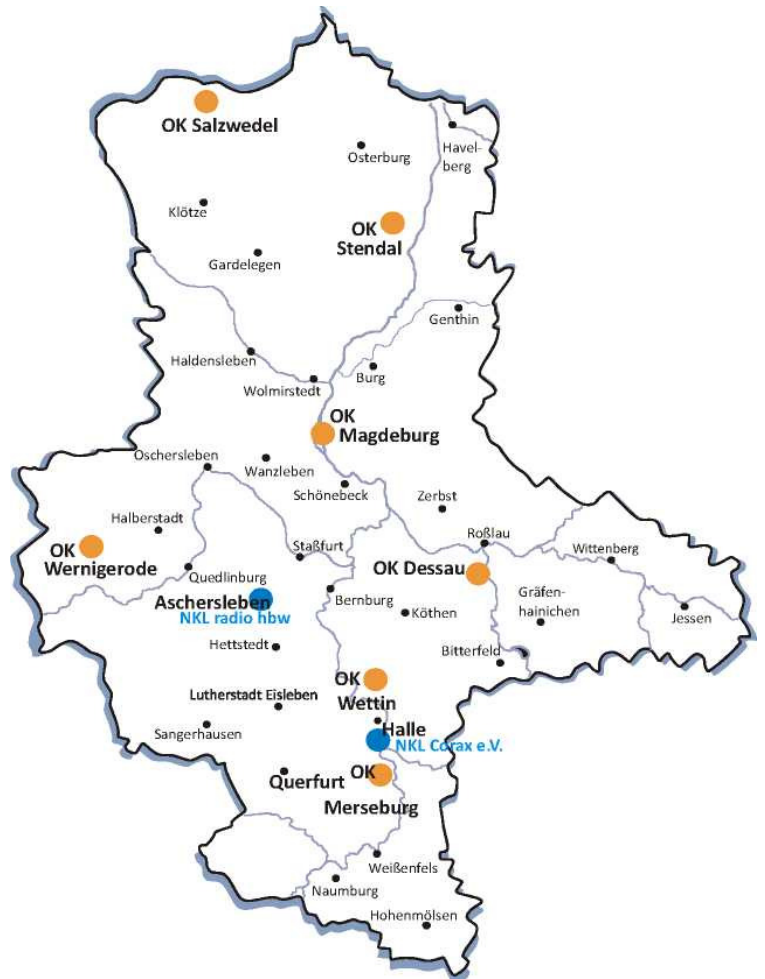 OK Salzwedel
Osterburg
Havel-
berg
Klötze
OK
Stendal
Gardelegen
Genthin
Haldensleben
Wolmirstedt
Burg
OK
Magdeburg
Oschersleben
Wanzleben
Schönebeck
Zerbst
Halberstadt
OK
Wernigerode
Staßfurt
Roßlau
Wittenberg
Quedlinburg
OK Dessau
Aschersleben
NKL radio hbw
Bernburg
Köthen
Gräfen-
hainichen
Jessen
Hettstedt
Bitterfeld
OK
Wettin
Lutherstadt Eisleben
Sangerhausen
Halle
NKL Corax e.V.
Querfurt
OK
Merseburg
Weißenfels
Naumburg
Hohenmölsen